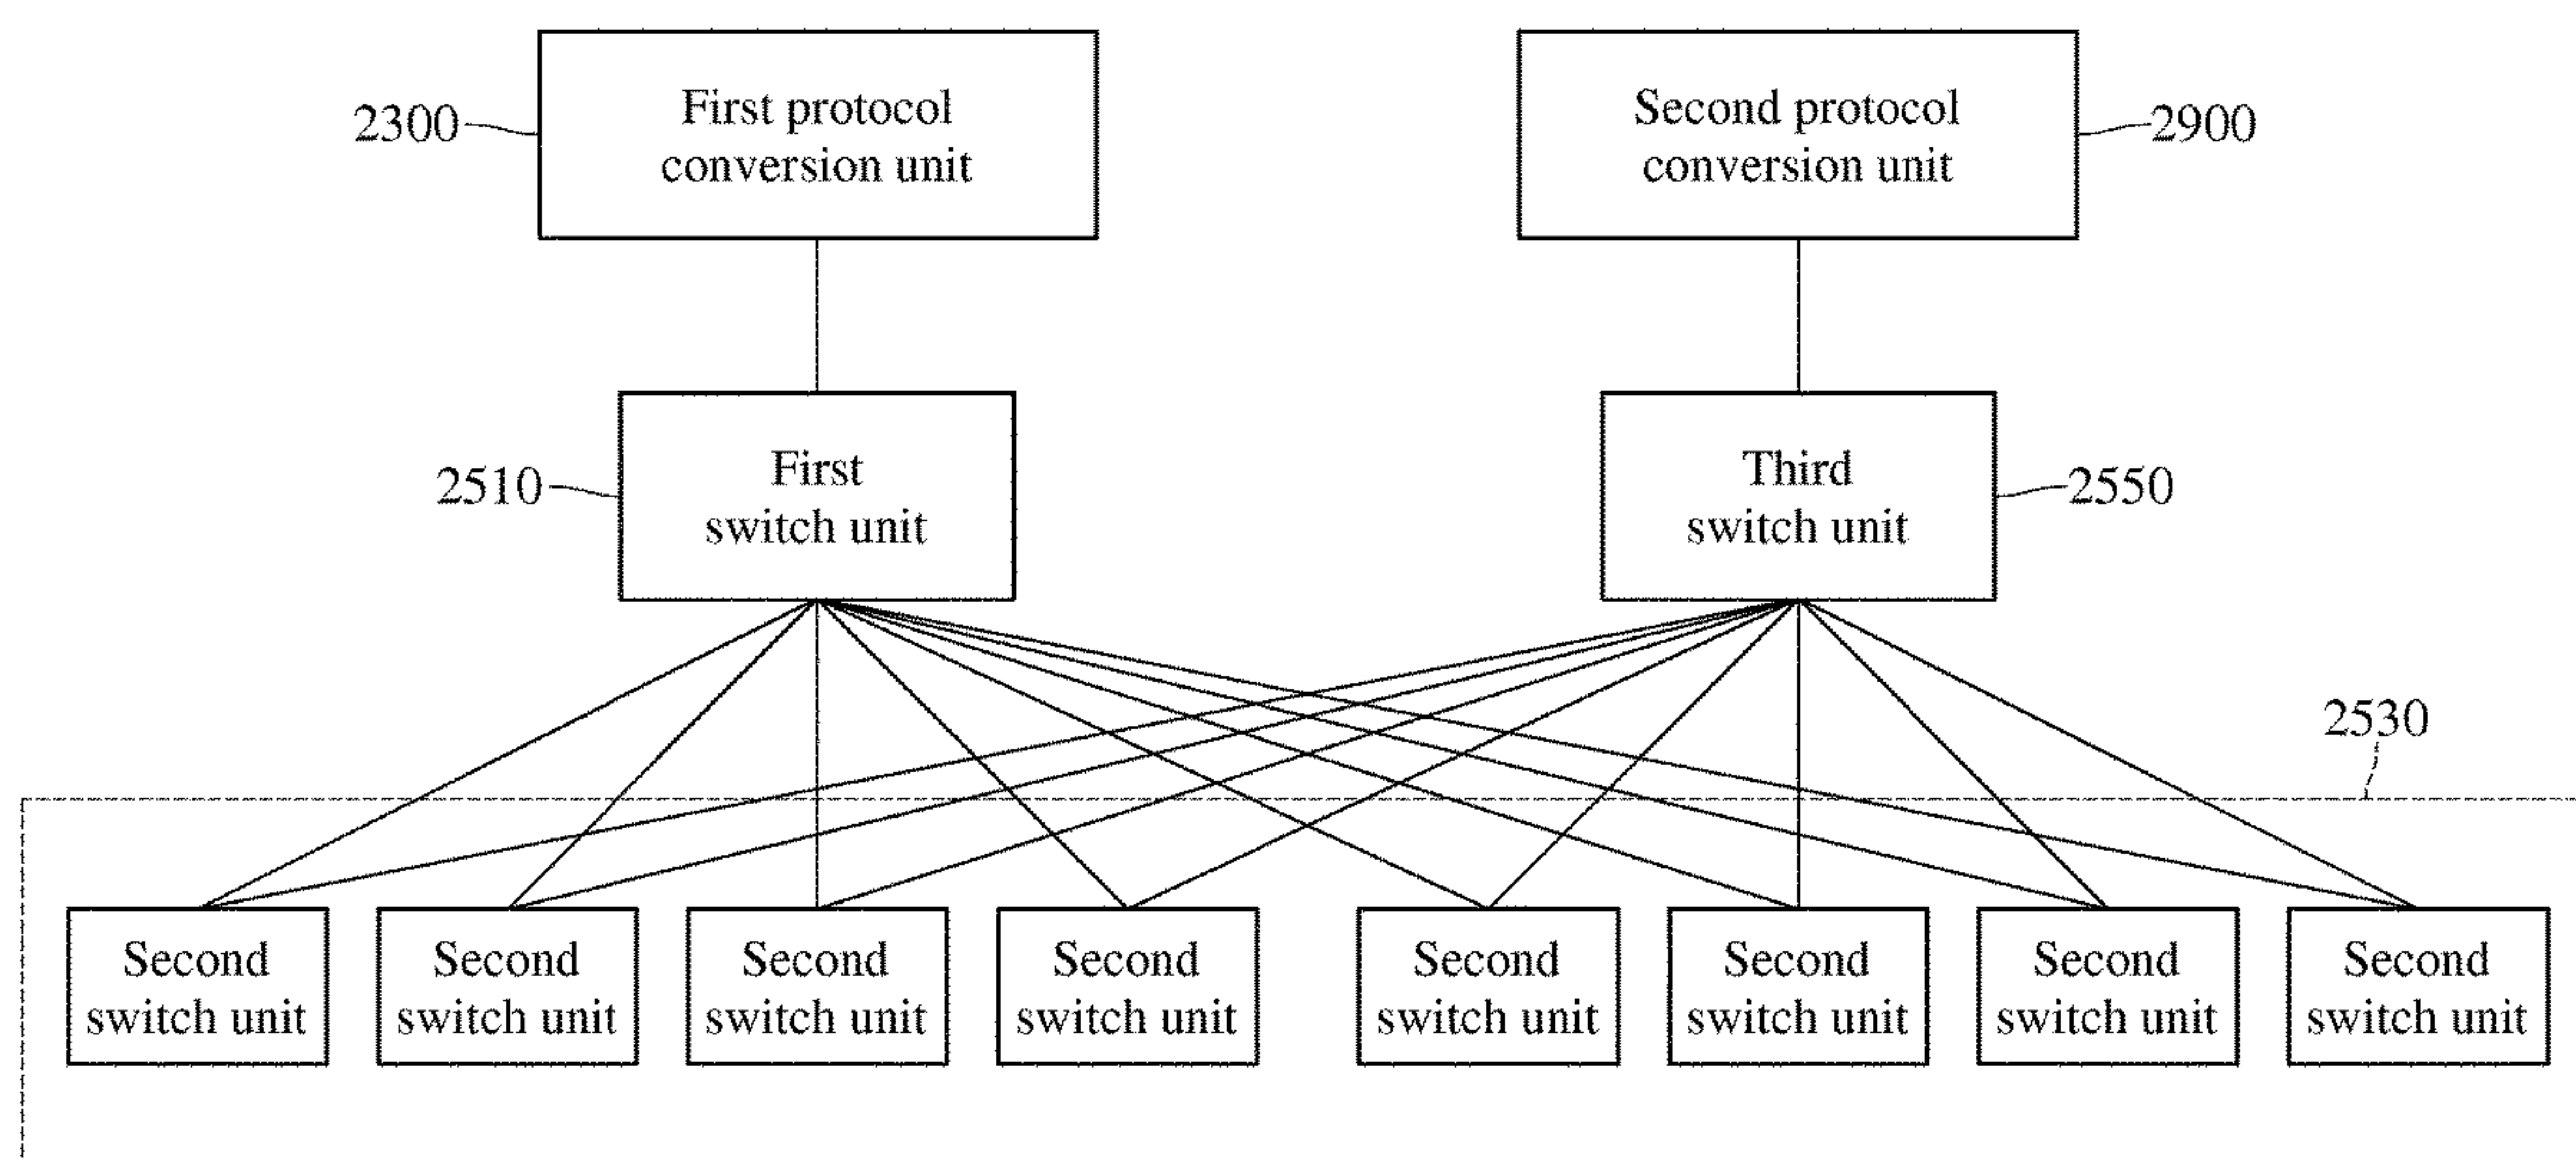 First protocol
conversion unit
2300
Second protocol
conversion unit
2900
First
switch unit
2510
Third
switch unit
2550
2530
Second
switch unit
Second
switch unit
Second
switch unit
Second
switch unit
Second
switch unit
Second
switch unit
Second
switch unit
Second
switch unit